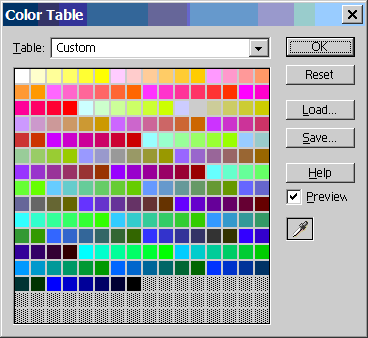 Color Table
Table: Custom
OK
Reset
Load...
Save...
Help
Preview